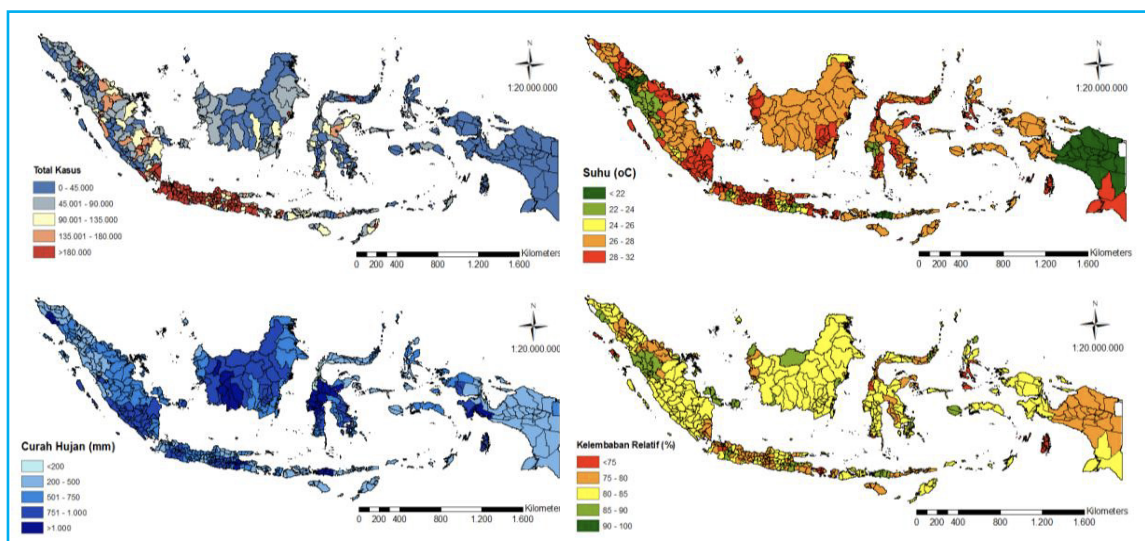 N
1:20.000.000
Total Kasus
0 - 45.000
45.001 - 90.000
90.001 - 135.000
135.001 - 180.000
>180.000
Kilometers
0 200 400 800 1.200 1.600
N
1:20.000.000
Suhu (oC)
< 22
22 - 24
24 - 26
26 - 28
28 - 32
Kilometers
0 200 400 800 1.200 1.600
N
1:20.000.000
Curah Hujan (mm)
<200
200 - 500
501 - 750
751 - 1.000
>1.000
Kilometers
0 200 400 800 1.200 1.600
N
1:20.000.000
Kelembaban Relatif (%)
<75
75 - 80
80 - 85
85 - 90
90 - 100
Kilometers
0 200 400 800 1.200 1.600